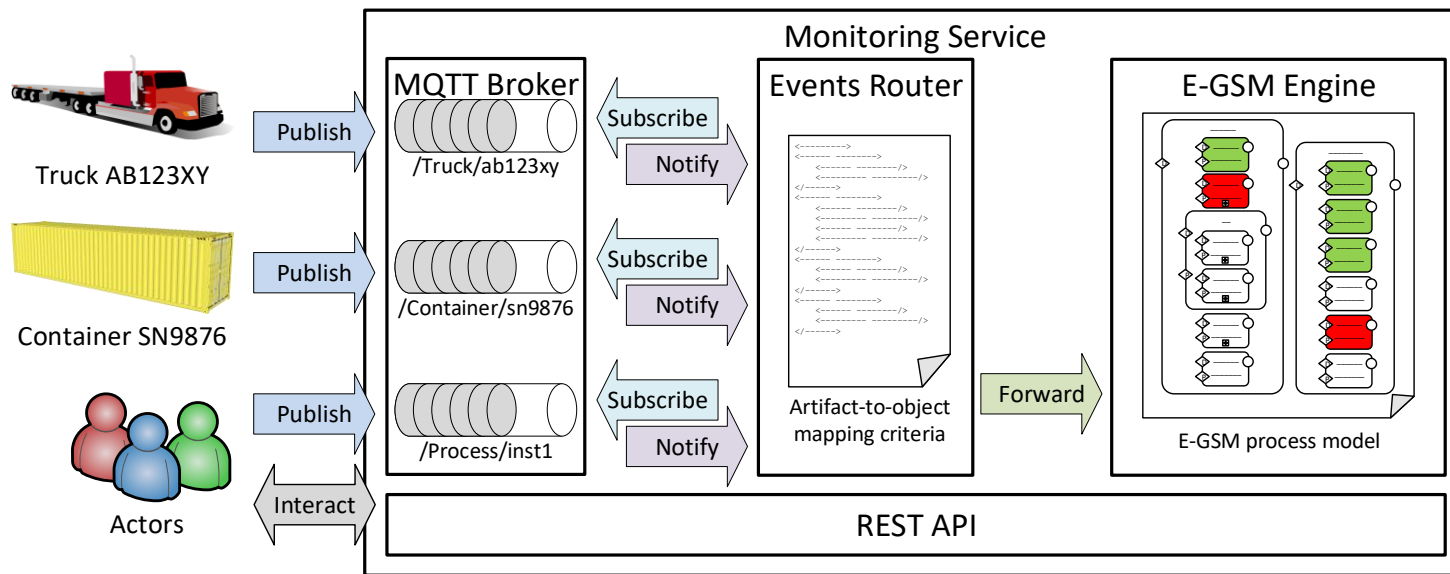 Monitoring Service
MQTT Broker
Events Router
E-GSM Engine
Truck AB123XY
Publish
/Truck/ab123xy
Subscribe
Notify
Container SN9876
Publish
/Container/sn9876
Subscribe
Notify
Actors
Publish
/Process/inst1
Subscribe
Notify
Artifact-to-object
mapping criteria
Forward
E-GSM process model
Interact
REST API